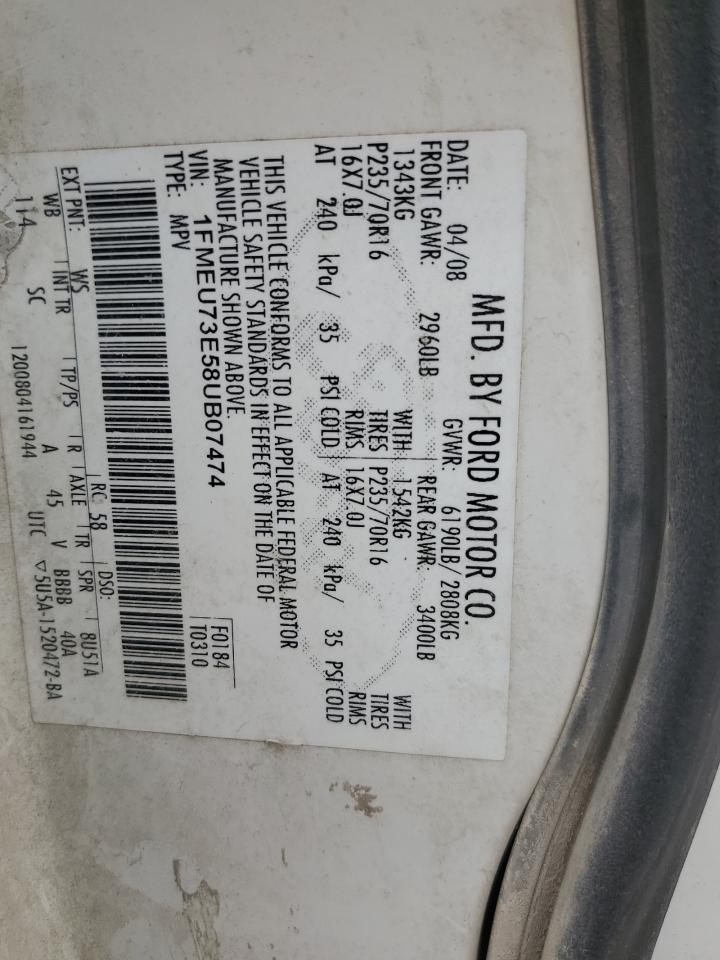 MFD. BY FORD MOTOR CO.
DATE: 04/08 GVWR: 6190LB/ 2808KG
FRONT GAWR: 2960LB REAR GAWR: 3400LB
1343KG WITH 1542KG WITH
P235/70R16 TIRES P235/70R16 TIRES
16X7.0J RIMS 16X7.0J RIMS
AT 240 kPa/ 35 PSI COLD AT 240 kPa/ 35 PSI COLD
THIS VEHICLE CONFORMS TO ALL APPLICABLE FEDERAL MOTOR
VEHICLE SAFETY STANDARDS IN EFFECT ON THE DATE OF
MANUFACTURE SHOWN ABOVE.
VIN: 1FMEU73E58UB07474 F0184
TYPE: MPV T0310
EXT PNT: WS RC: 58 DSO:
WB INT TR TP/PS R AXLE TR SPR 8U51A
114 SC A 45 V BBBB 40A
1200804161944 UTC ▽5U5A-1520472-BA